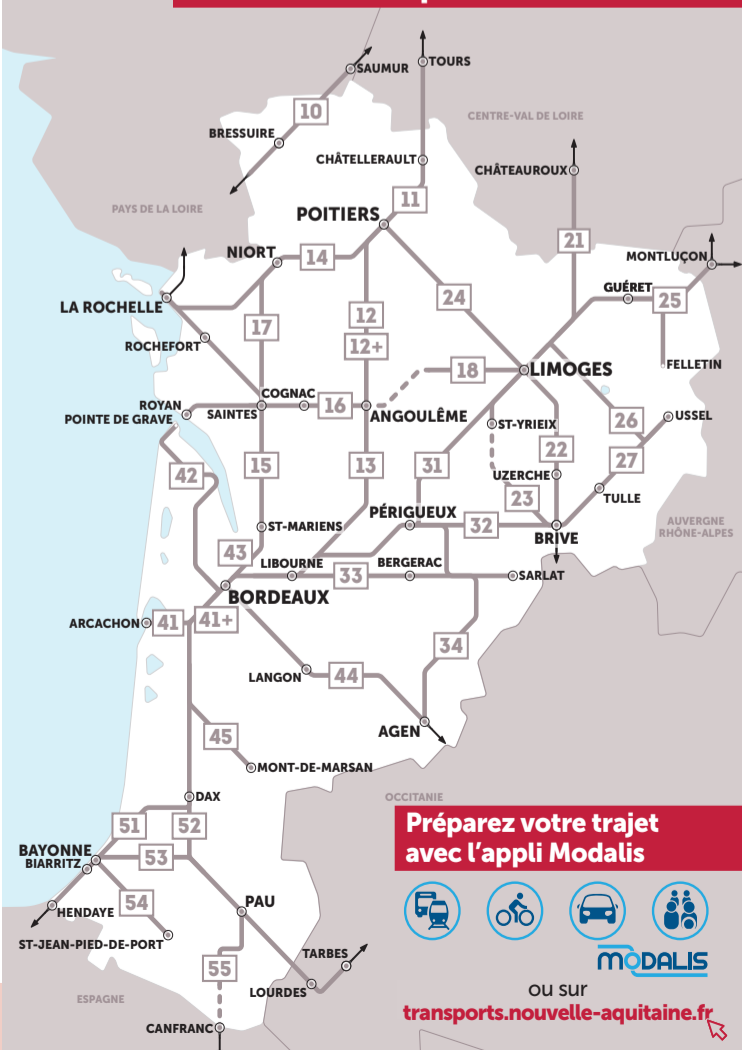 SAUMUR
TOURS
10
CENTRE-VAL DE LOIRE
BRESSUIRE
CHÂTELLERAULT
CHÂTEAUROUX
11
PAYS DE LA LOIRE
POITIERS
21
NIORT
14
MONTLUÇON
GUÉRET
24
25
LA ROCHELLE
12
17
12+
ROCHEFORT
18
LIMOGES
FELLETIN
COGNAC
ROYAN
16
POINTE DE GRAVE
SAINTES
ANGOULÊME
USSEL
ST-YRIEIX
26
22
27
42
15
13
31
UZERCHE
23
TULLE
PÉRIGUEUX
ST-MARIENS
32
AUVERGNE
RHÔNE-ALPES
BRIVE
43
LIBOURNE
33
BERGERAC
SARLAT
BORDEAUX
ARCACHON
41
41+
34
LANGON
44
AGEN
45
MONT-DE-MARSAN
DAX
OCCITANIE
51
52
Préparez votre trajet
avec l'appli Modalis
BAYONNE
BIARRITZ
53
54
PAU
HENDAYE
ST-JEAN-PIED-DE-PORT
TARBES
55
MODALIS
LOURDES
ESPAGNE
ou sur
transports.nouvelle-aquitaine.fr
CANFRANC